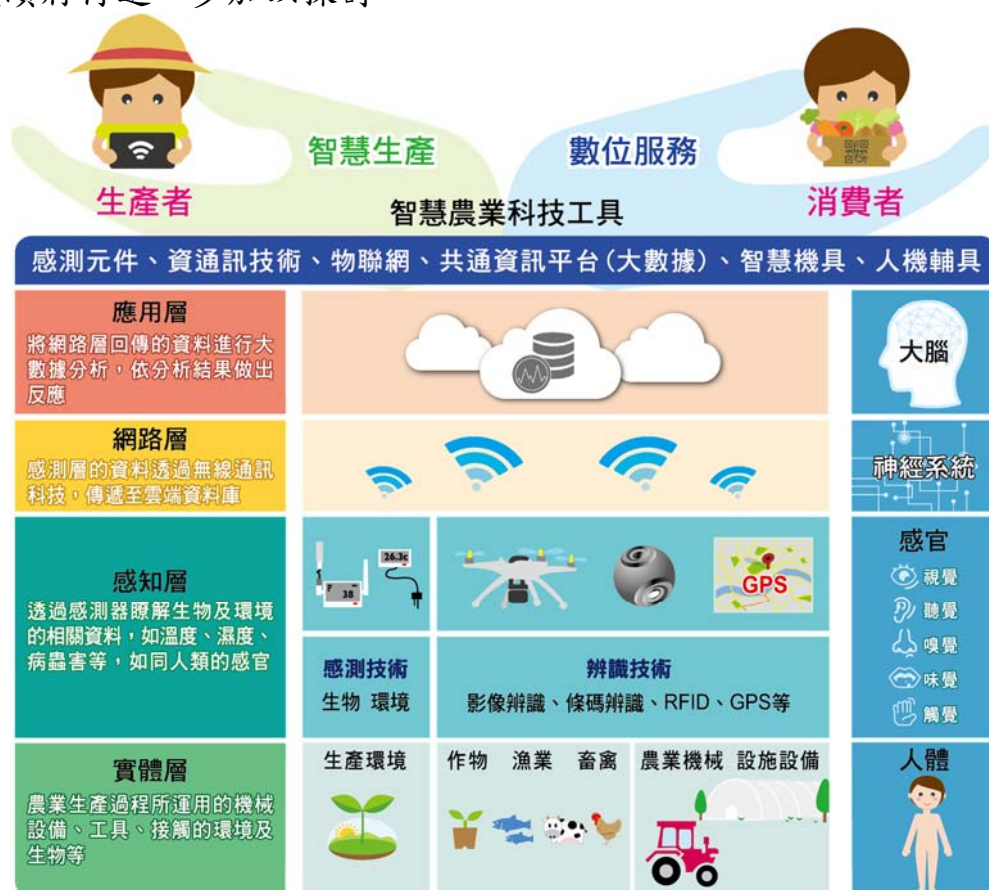 智慧生產
數位服務
生產者
消費者
智慧農業科技工具
感測元件、資通訊技術、物聯網、共通資訊平台(大數據)、智慧機具、人機輔具
應用層
將網路層回傳的資料進行大
數據分析，依分析結果做出
反應
大腦
網路層
感測層的資料透過無線通訊
科技，傳遞至雲端資料庫
神經系統
感知層
透過感測器瞭解生物及環境
的相關資料，如溫度、濕度、
病蟲害等，如同人類的感官
26.3c
38
GPS
感測技術
生物 環境
辨識技術
影像辨識、條碼辨識、RFID、GPS等
感官
視覺
聽覺
嗅覺
味覺
觸覺
實體層
農業生產過程所運用的機械
設備、工具、接觸的環境及
生物等
生產環境
作物 漁業 畜禽
農業機械 設施設備
人體